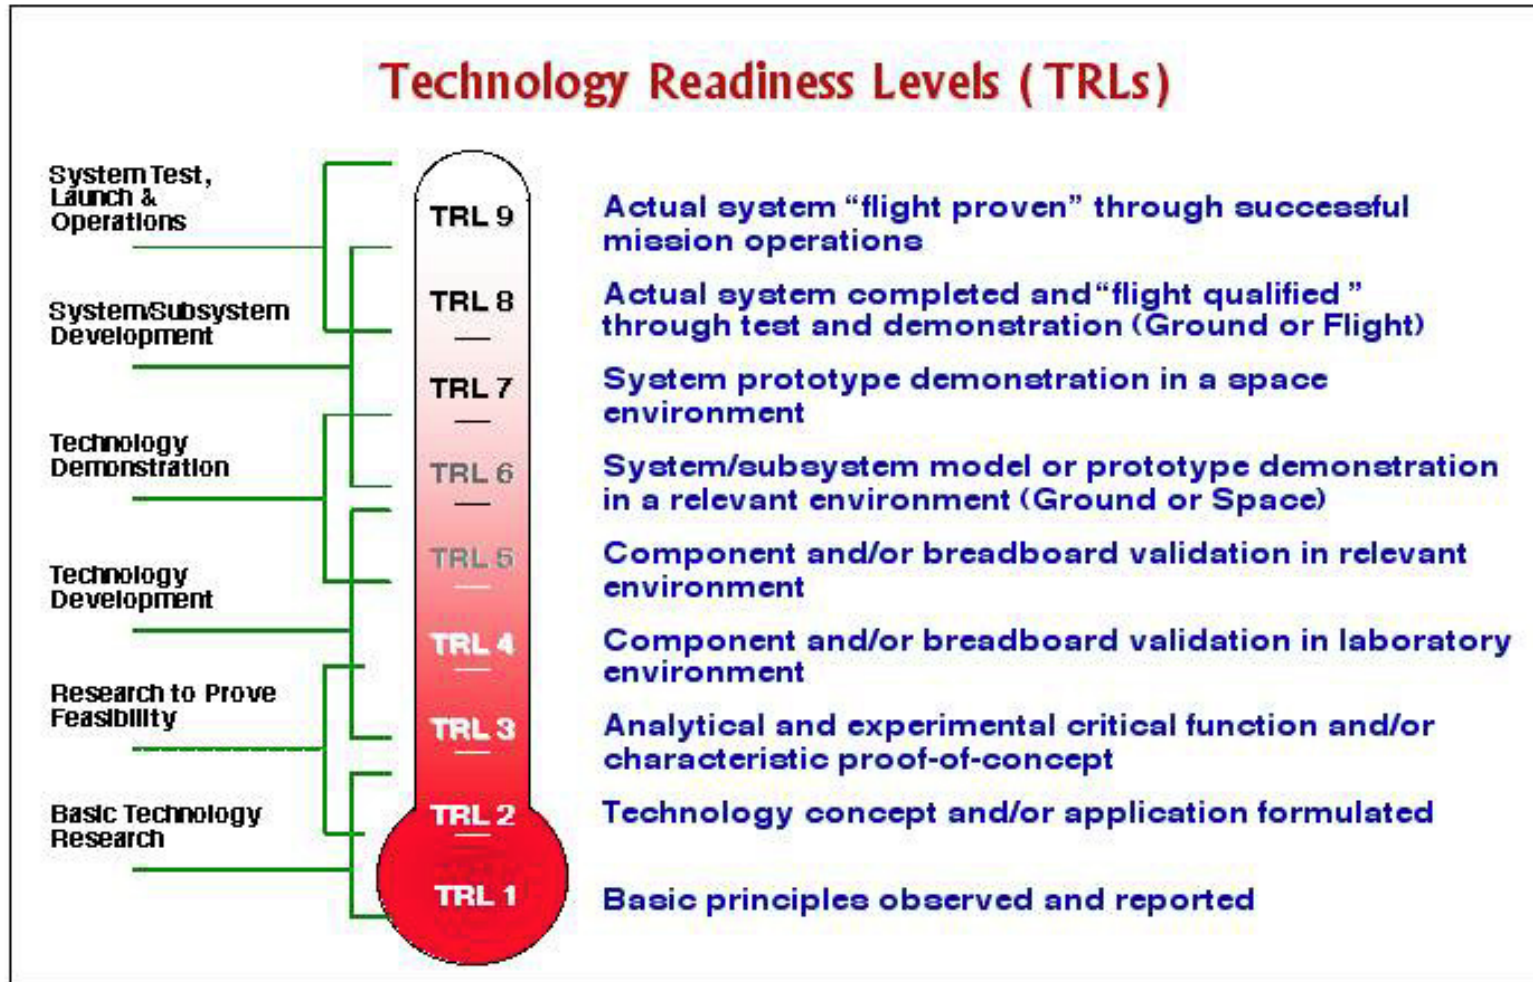 Technology Readiness Levels (TRLs)
System Test,
Launch &
Operations
System/Subsystem
Development
Technology
Demonstration
Technology
Development
Research to Prove
Feasibility
Basic Technology
Research
TRL 9
TRL 8
TRL 7
TRL 6
TRL 5
TRL 4
TRL 3
TRL 2
TRL 1
Actual system “flight proven” through successful
mission operations
Actual system completed and “flight qualified”
through test and demonstration (Ground or Flight)
System prototype demonstration in a space
environment
System/subsystem model or prototype demonstration
in a relevant environment (Ground or Space)
Component and/or breadboard validation in relevant
environment
Component and/or breadboard validation in laboratory
environment
Analytical and experimental critical function and/or
characteristic proof-of-concept
Technology concept and/or application formulated
Basic principles observed and reported